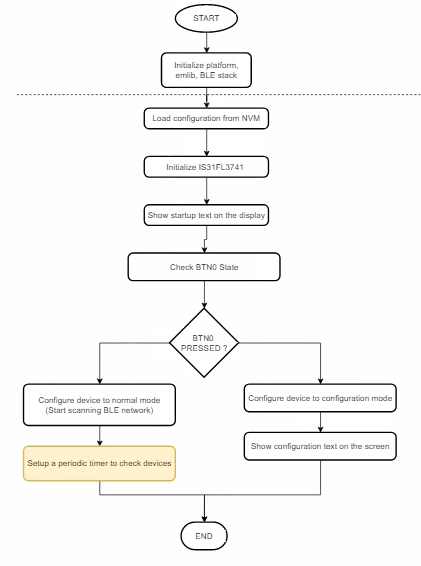 START
Initialize platform,
emlib, BLE stack
Load configuration from NVM
Initialize IS31FL3741
Show startup text on the display
Check BTN0 State
BTN0
PRESSED ?
Configure device to normal mode
(Start scanning BLE network)
Configure device to configuration mode
Setup a periodic timer to check devices
Show configuration text on the screen
END